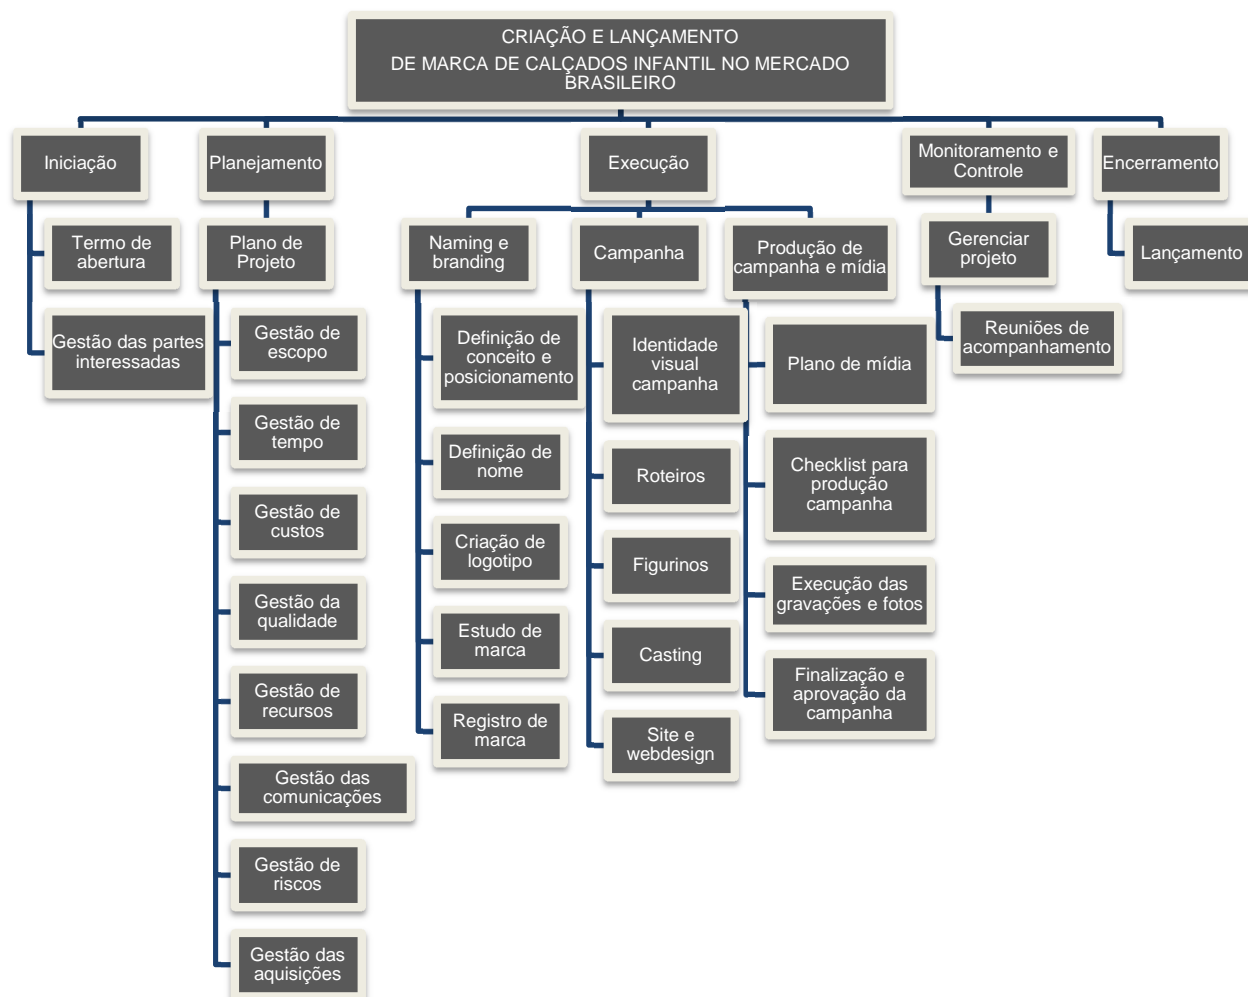 CRIAÇÃO E LANÇAMENTO
DE MARCA DE CALÇADOS INFANTIL NO MERCADO
BRASILEIRO
Iniciação
Planejamento
Execução
Monitoramento e
Controle
Encerramento
Termo de
abertura
Gestão das partes
interessadas
Plano de
Projeto
Gestão de
escopo
Gestão de
tempo
Gestão de
custos
Gestão da
qualidade
Gestão de
recursos
Gestão das
comunicações
Gestão de
riscos
Gestão das
aquisições
Naming e
branding
Definição de
conceito e
posicionamento
Definição de
nome
Criação de
logotipo
Estudo de
marca
Registro de
marca
Campanha
Identidade
visual
campanha
Roteiros
Figurinos
Casting
Site e
webdesign
Produção de
campanha e mídia
Plano de mídia
Checklist para
produção
campanha
Execução das
gravações e fotos
Finalização e
aprovação da
campanha
Gerenciar
projeto
Reuniões de
acompanhamento
Lançamento